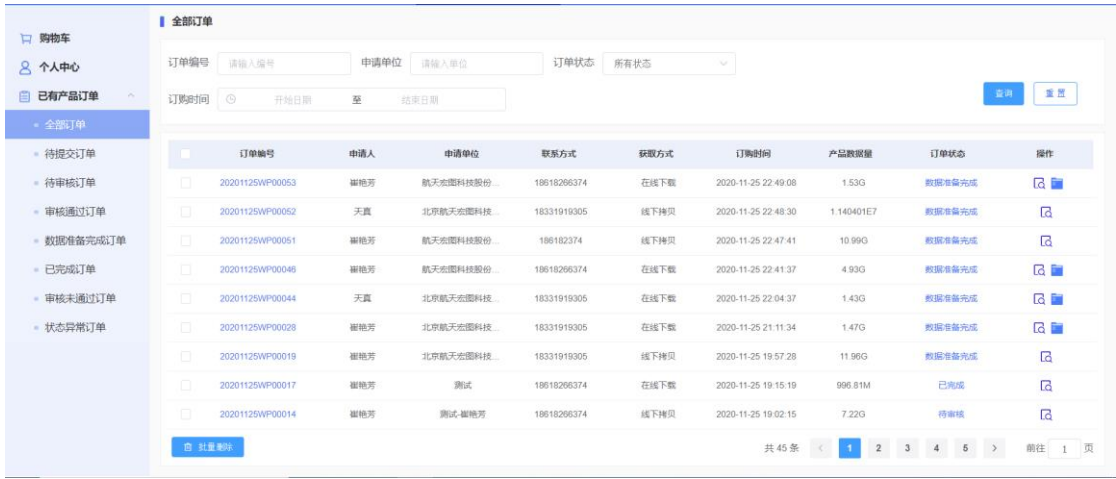 购物车
个人中心
已有产品订单
全部订单
待提交订单
待审核订单
审核通过订单
数据准备完成订单
已完成订单
审核未通过订单
状态异常订单
全部订单
订单编号 请输入编号 申请单位 请输入单位 订单状态 所有状态
订购时间 开始日期 至 结束日期 查询 重置
订单编号 申请人 申请单位 联系方式 获取方式 订购时间 产品数据量 订单状态 操作
20201125WP00053 崔艳芳 航天宏图科技股份... 18618266374 在线下载 2020-11-25 22:49:08 1.53G 数据准备完成
20201125WP00052 天真 北京航天宏图科技... 18331919305 线下拷贝 2020-11-25 22:48:30 1.140401E7 数据准备完成
20201125WP00051 崔艳芳 航天宏图科技股份... 186182374 线下拷贝 2020-11-25 22:47:41 10.99G 数据准备完成
20201125WP00046 崔艳芳 航天宏图科技股份... 18618266374 在线下载 2020-11-25 22:41:37 4.93G 数据准备完成
20201125WP00044 天真 北京航天宏图科技... 18331919305 在线下载 2020-11-25 22:04:37 1.43G 数据准备完成
20201125WP00028 崔艳芳 北京航天宏图科技... 18331919305 在线下载 2020-11-25 21:11:34 1.47G 数据准备完成
20201125WP00019 崔艳芳 北京航天宏图科技... 18331919305 线下拷贝 2020-11-25 19:57:28 11.96G 数据准备完成
20201125WP00017 崔艳芳 测试 18618266374 在线下载 2020-11-25 19:15:19 996.81M 已完成
20201125WP00014 崔艳芳 测试-崔艳芳 18618266374 线下拷贝 2020-11-25 19:02:15 7.22G 待审核
批量删除 共 45 条 1 2 3 4 5 前往 1 页